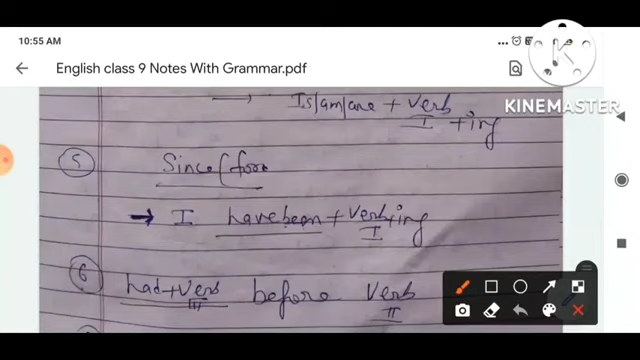 10:55 AM
English class 9 Notes With Grammar.pdf
KINEMASTER
→ Is/am/are + verb I + ing
5 Since/for
→ I have been + verb I + ing
6 had + verb III before verb II